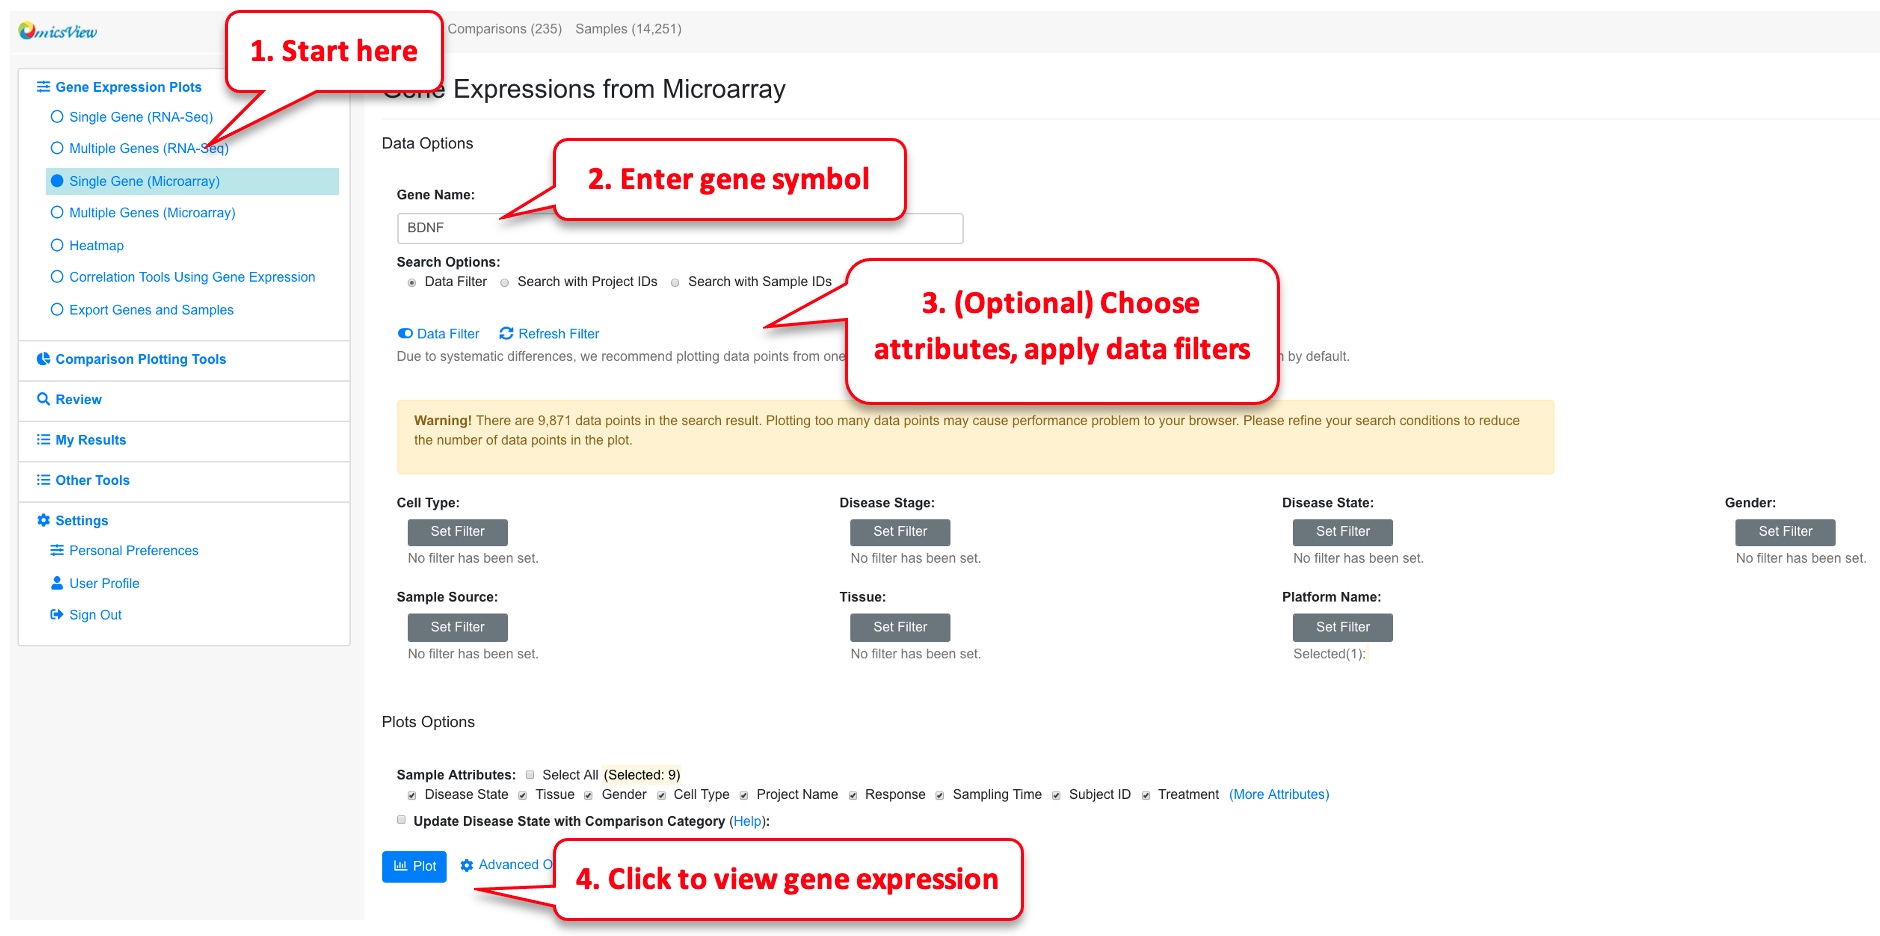 OmicsView
Comparisons (235) Samples (14,251)
1. Start here
Gene Expression Plots
Single Gene (RNA-Seq)
Multiple Genes (RNA-Seq)
Single Gene (Microarray)
Multiple Genes (Microarray)
Heatmap
Correlation Tools Using Gene Expression
Export Genes and Samples
Comparison Plotting Tools
Review
My Results
Other Tools
Settings
Personal Preferences
User Profile
Sign Out
Gene Expressions from Microarray
Data Options
2. Enter gene symbol
Gene Name:
BDNF
Search Options:
Data Filter Search with Project IDs Search with Sample IDs
3. (Optional) Choose
attributes, apply data filters
Data Filter Refresh Filter
Due to systematic differences, we recommend plotting data points from one by default.
Warning! There are 9,871 data points in the search result. Plotting too many data points may cause performance problem to your browser. Please refine your search conditions to reduce
the number of data points in the plot.
Cell Type: Disease Stage: Disease State: Gender:
Set Filter Set Filter Set Filter Set Filter
No filter has been set. No filter has been set. No filter has been set. No filter has been set.
Sample Source: Tissue: Platform Name:
Set Filter Set Filter Set Filter
No filter has been set. No filter has been set. Selected(1):
Plots Options
Sample Attributes: Select All (Selected: 9)
Disease State Tissue Gender Cell Type Project Name Response Sampling Time Subject ID Treatment (More Attributes)
Update Disease State with Comparison Category (Help):
Plot Advanced
4. Click to view gene expression